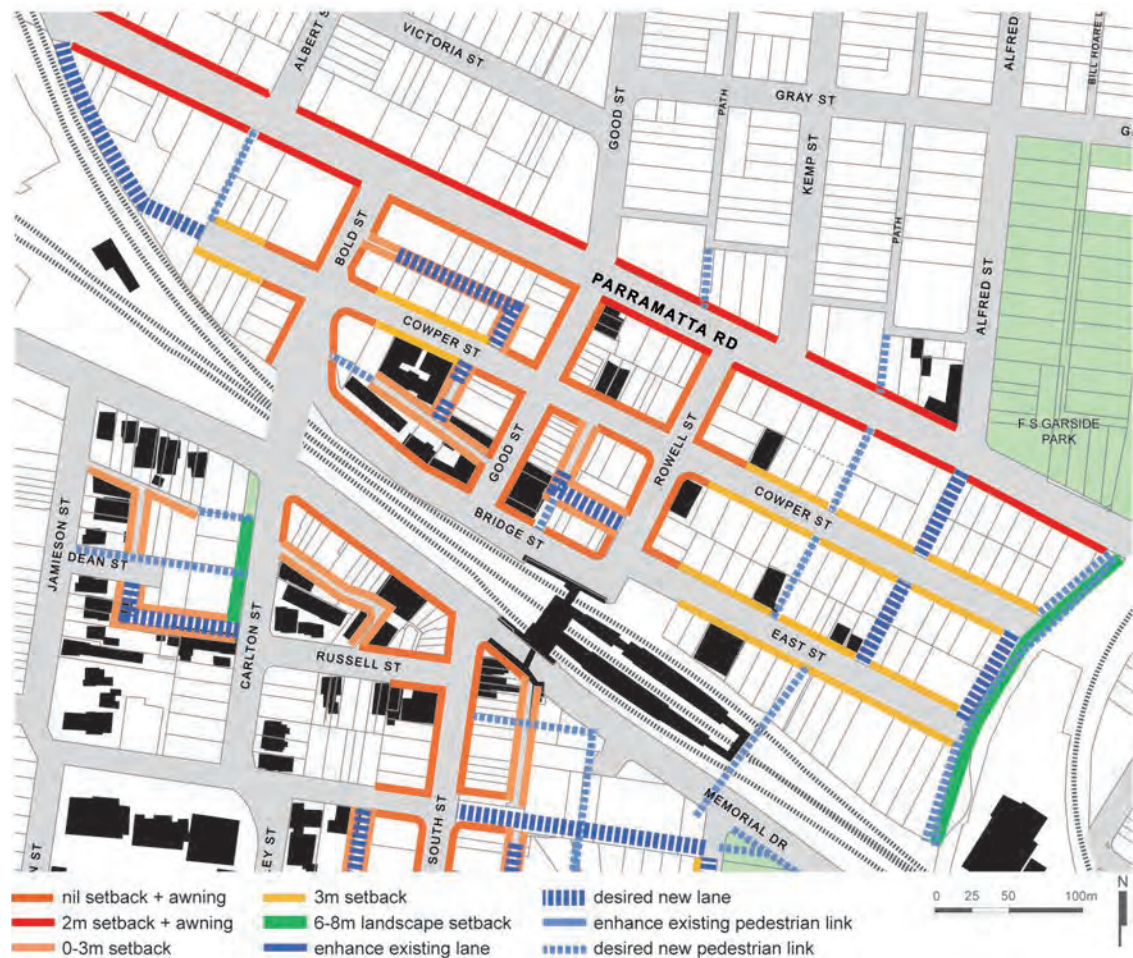 ALBERT ST
VICTORIA ST
GOOD ST
PATH
GRAY ST
KEMP ST
PATH
ALFRED
BILL HOARE L
G
ALFRED ST
BOLD ST
PARRAMATTA RD
COWPER ST
F S GARSIDE
PARK
GOOD ST
ROWELL ST
COWPER ST
BRIDGE ST
EAST ST
JAMIESON ST
DEAN ST
CARLTON ST
RUSSELL ST
SOUTH ST
MEMORIAL DR
N ST
LEY ST
nil setback + awning
2m setback + awning
0-3m setback
3m setback
6-8m landscape setback
enhance existing lane
desired new lane
enhance existing pedestrian link
desired new pedestrian link
0 25 50 100m
N